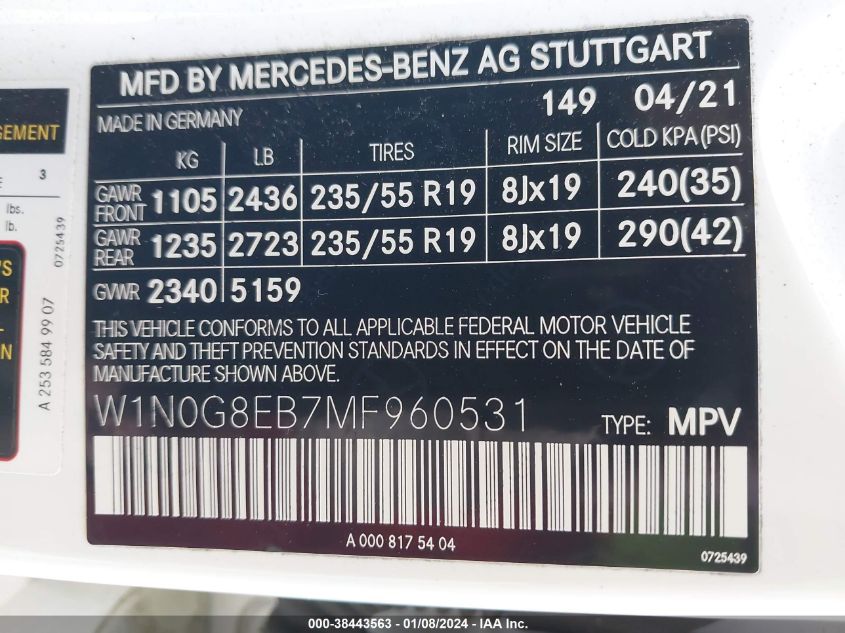 MFD BY MERCEDES-BENZ AG STUTTGART
149 04/21
MADE IN GERMANY
KG LB TIRES RIM SIZE COLD KPA(PSI)
GAWR FRONT 1105 2436 235/55 R19 8Jx19 240(35)
GAWR REAR 1235 2723 235/55 R19 8Jx19 290(42)
GVWR 2340 5159
THIS VEHICLE CONFORMS TO ALL APPLICABLE FEDERAL MOTOR VEHICLE
SAFETY AND THEFT PREVENTION STANDARDS IN EFFECT ON THE DATE OF
MANUFACTURE SHOWN ABOVE.
W1N0G8EB7MF960531 TYPE: MPV
A 000 817 54 04
0725439
3
lbs.
lb.
0725439
A 253 584 99 07
000-38443563 - 01/08/2024 - IAA Inc.